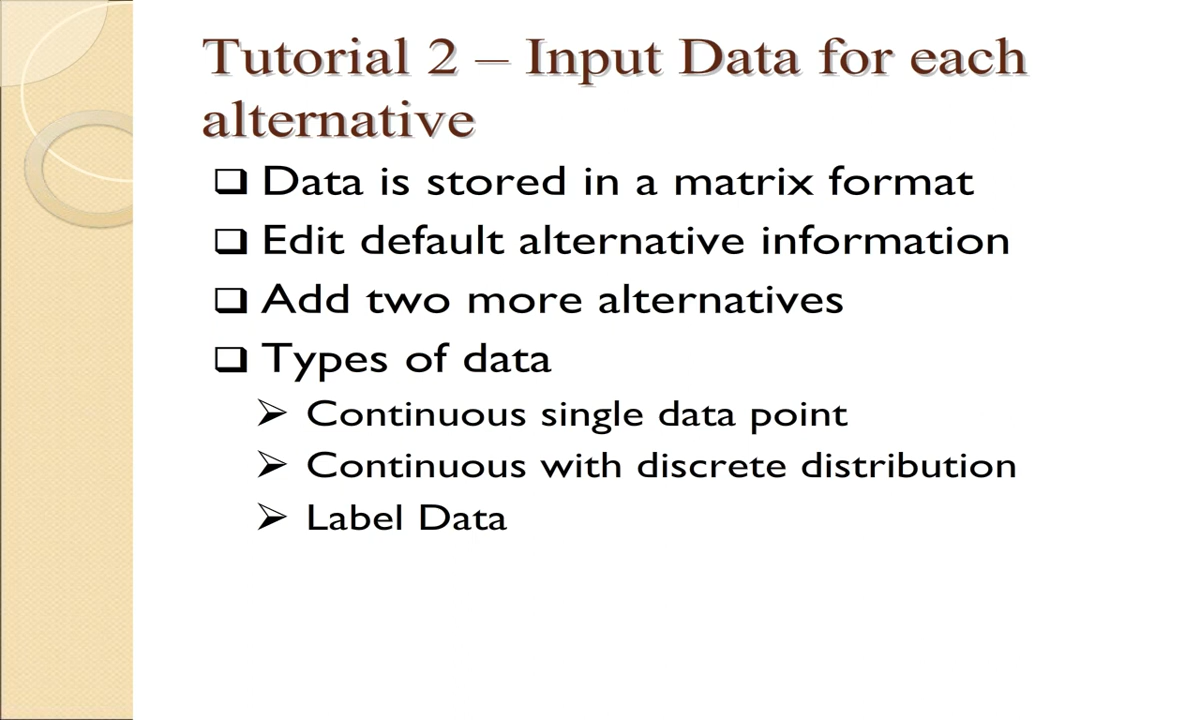 Tutorial 2 – Input Data for each
alternative
Data is stored in a matrix format
Edit default alternative information
Add two more alternatives
Types of data
Continuous single data point
Continuous with discrete distribution
Label Data